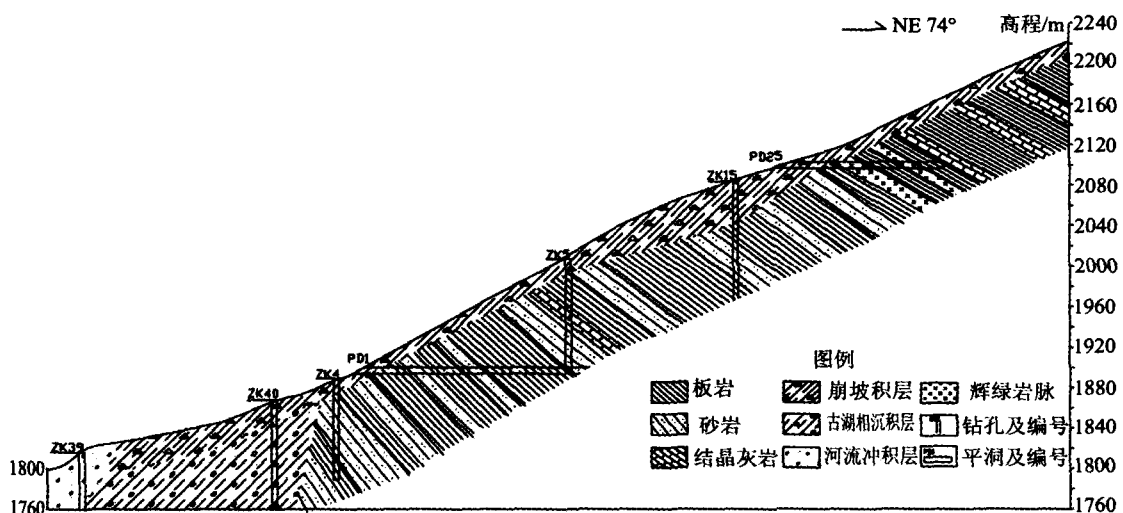 NE 74°
高程/m
2240
2200
2160
2120
2080
2040
2000
1960
1920
1880
1840
1800
1760
PD25
ZK15
ZK5
PD1
ZK4
ZK40
ZK39
1800
1760
图例
板岩
崩坡积层
辉绿岩脉
砂岩
古湖相沉积层
钻孔及编号
结晶灰岩
河流冲积层
平洞及编号